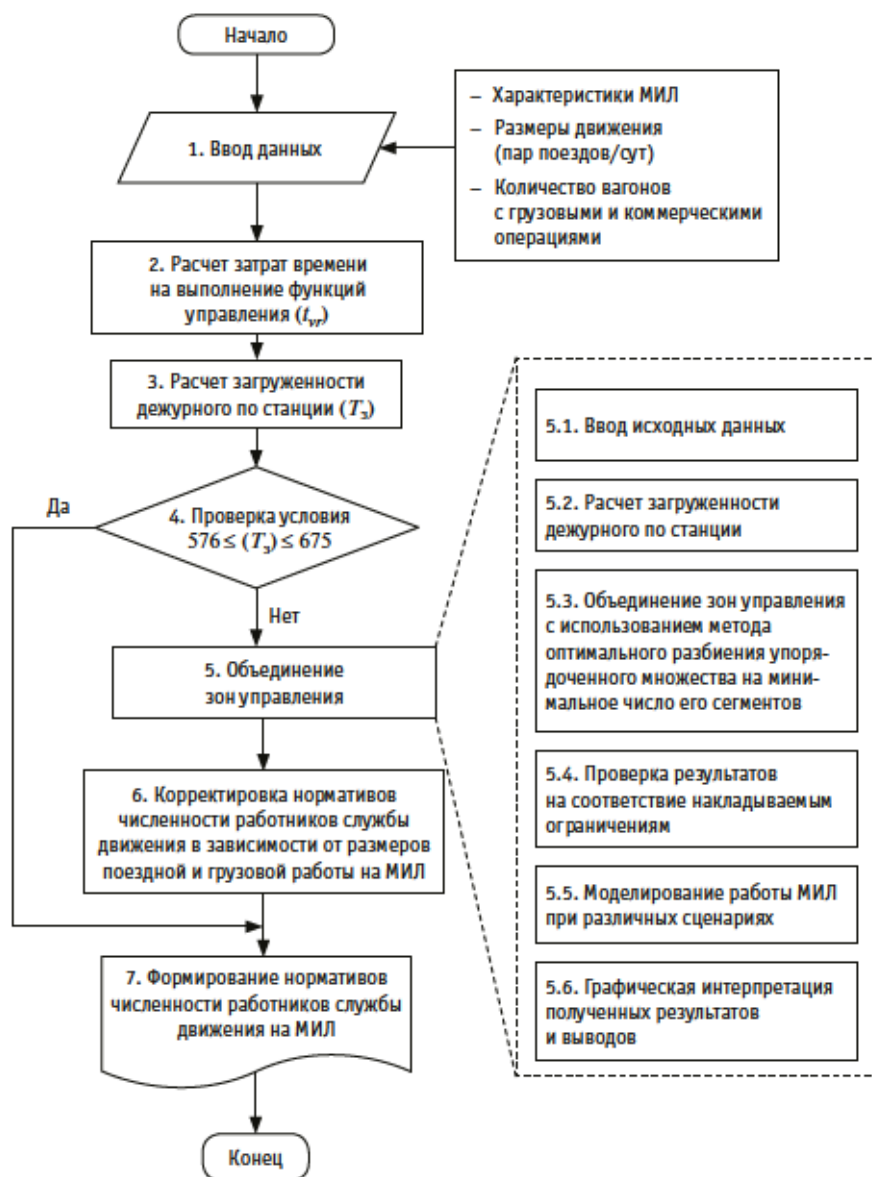 Начало
1. Ввод данных
– Характеристики МИЛ
– Размеры движения
(пар поездов/сут)
– Количество вагонов
с грузовыми и коммерческими
операциями
2. Расчет затрат времени
на выполнение функций
управления (t_vr)
3. Расчет загруженности
дежурного по станции (T_з)
4. Проверка условия
576 ≤ (T_з) ≤ 675
Да
Нет
5. Объединение
зон управления
5.1. Ввод исходных данных
5.2. Расчет загруженности
дежурного по станции
5.3. Объединение зон управления
с использованием метода
оптимального разбиения упоря-
доченного множества на мини-
мальное число его сегментов
5.4. Проверка результатов
на соответствие накладываемым
ограничениям
5.5. Моделирование работы МИЛ
при различных сценариях
5.6. Графическая интерпретация
полученных результатов
и выводов
6. Корректировка нормативов
численности работников службы
движения в зависимости от размеров
поездной и грузовой работы на МИЛ
7. Формирование нормативов
численности работников службы
движения на МИЛ
Конец